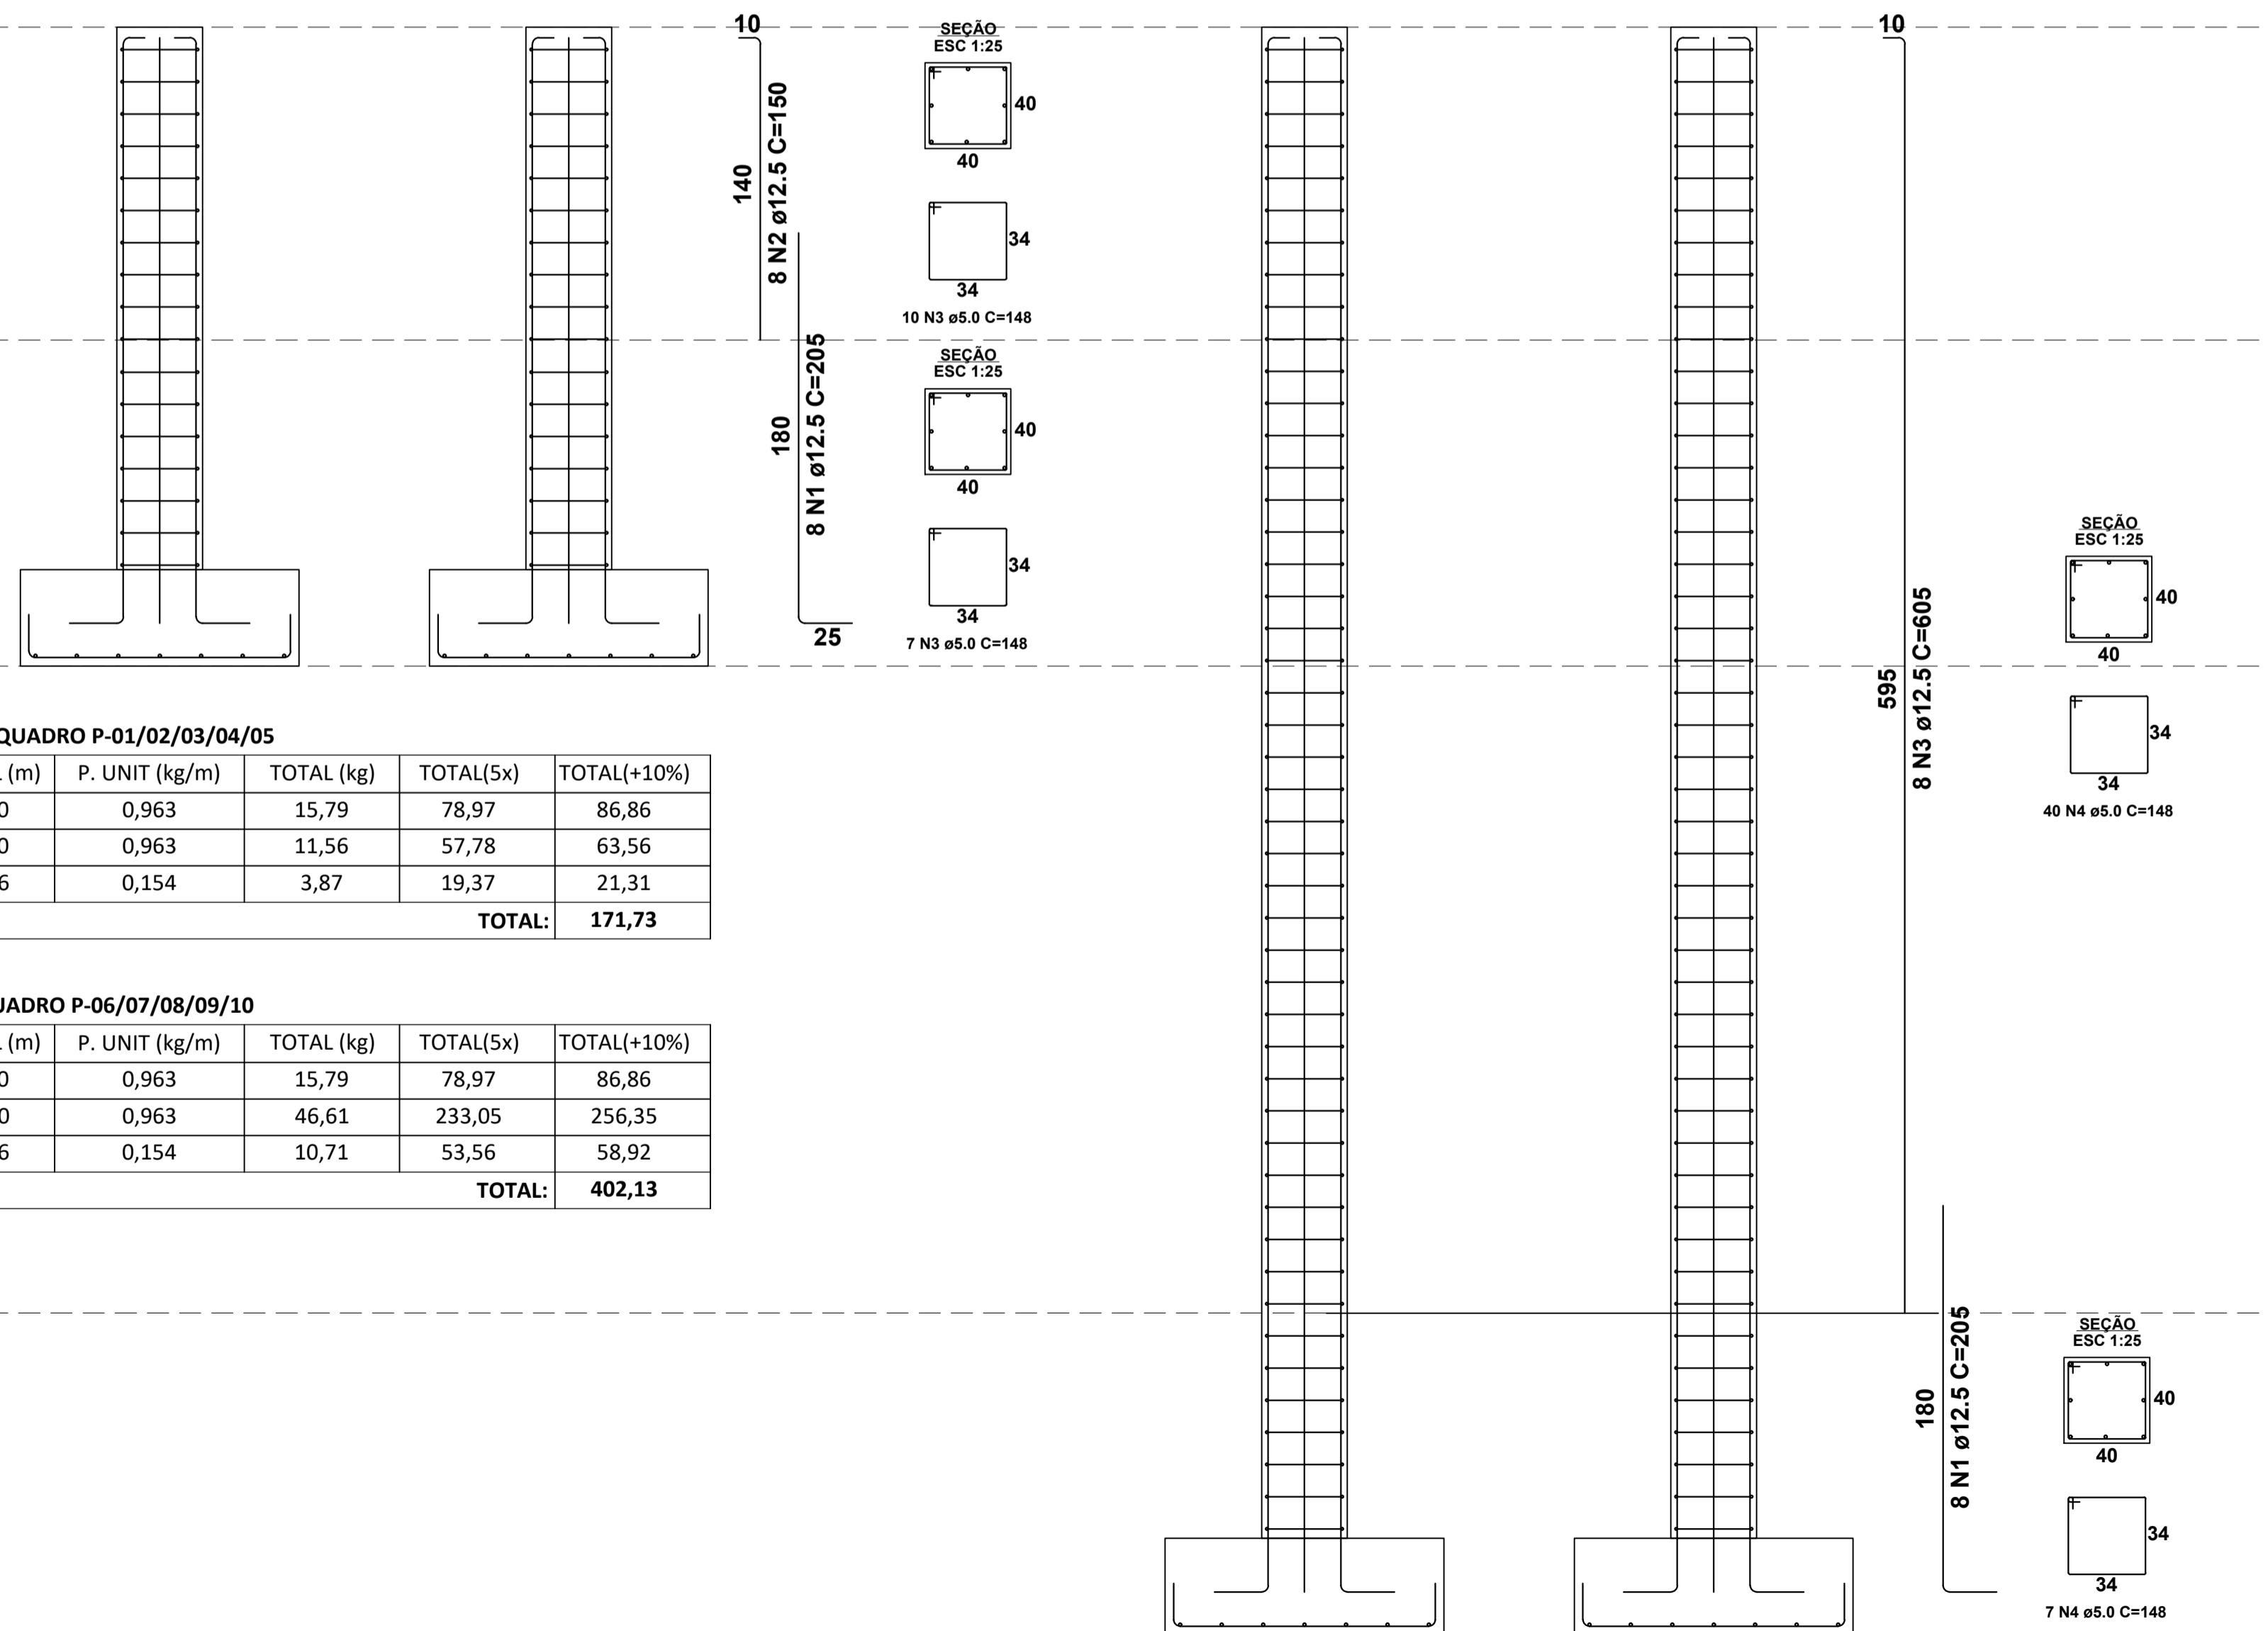 10
140
8 N2 ø12.5 C=150
180
8 N1 ø12.5 C=205
25
SEÇÃO
ESC 1:25
40
40
34
34
10 N3 ø5.0 C=148
SEÇÃO
ESC 1:25
40
40
34
34
7 N3 ø5.0 C=148
QUADRO P-01/02/03/04/05
(m) P. UNIT (kg/m) TOTAL (kg) TOTAL(5x) TOTAL(+10%)
0 0,963 15,79 78,97 86,86
0 0,963 11,56 57,78 63,56
6 0,154 3,87 19,37 21,31
TOTAL: 171,73
UADRO P-06/07/08/09/10
(m) P. UNIT (kg/m) TOTAL (kg) TOTAL(5x) TOTAL(+10%)
0 0,963 15,79 78,97 86,86
0 0,963 46,61 233,05 256,35
6 0,154 10,71 53,56 58,92
TOTAL: 402,13
10
595
8 N3 ø12.5 C=605
SEÇÃO
ESC 1:25
40
40
34
34
40 N4 ø5.0 C=148
180
8 N1 ø12.5 C=205
SEÇÃO
ESC 1:25
40
40
34
34
7 N4 ø5.0 C=148